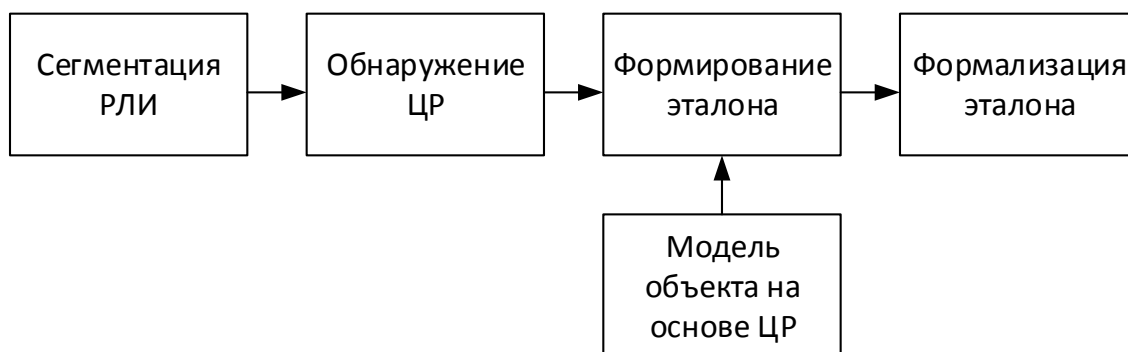 Сегментация
РЛИ
Обнаружение
ЦР
Формирование
эталона
Формализация
эталона
Модель
объекта на
основе ЦР